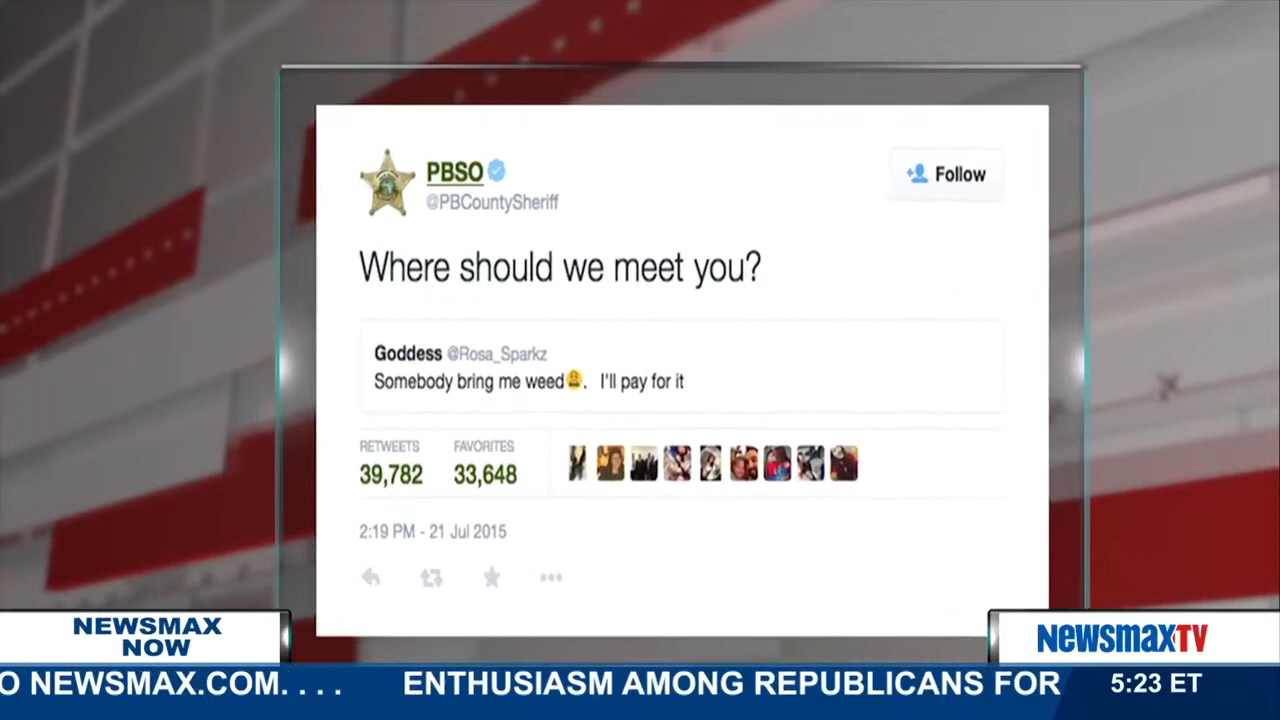 PBSO
@PBCountySheriff
Follow
Where should we meet you?
Goddess @Rosa_Sparkz
Somebody bring me weed😩. I'll pay for it
RETWEETS FAVORITES
39,782 33,648
2:19 PM - 21 Jul 2015
NEWSMAX
NOW
NEWSMAXTV
O NEWSMAX.COM. . . . ENTHUSIASM AMONG REPUBLICANS FOR
5:23 ET